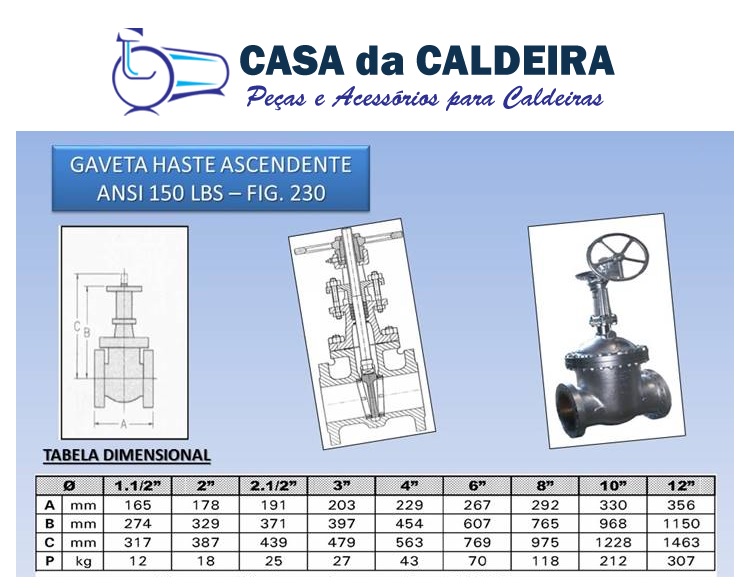 CASA da CALDEIRA
Peças e Acessórios para Caldeiras
GAVETA HASTE ASCENDENTE
ANSI 150 LBS – FIG. 230
C
B
A
TABELA DIMENSIONAL
Ø 1.1/2” 2” 2.1/2” 3” 4” 6” 8” 10” 12”
A mm 165 178 191 203 229 267 292 330 356
B mm 274 329 371 397 454 607 765 968 1150
C mm 317 387 439 479 563 769 975 1228 1463
P kg 12 18 25 27 43 70 118 212 307